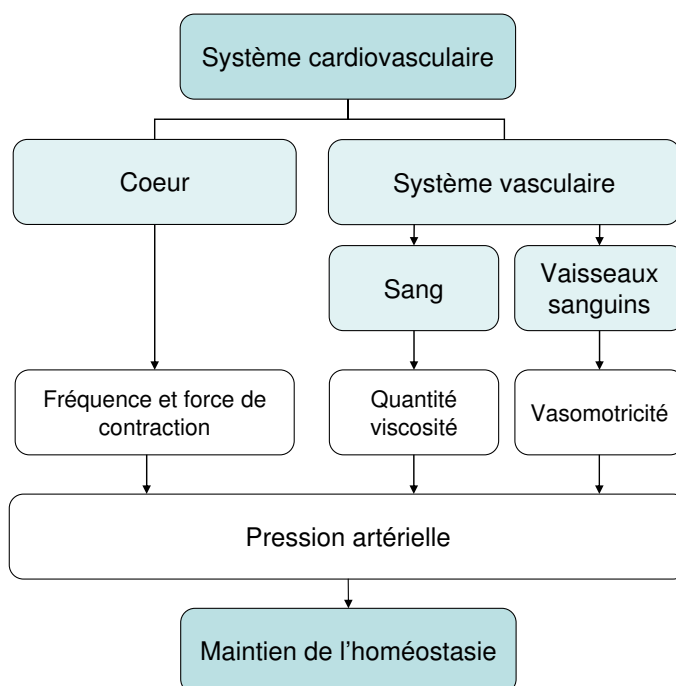 Système cardiovasculaire
Coeur
Système vasculaire
Sang
Vaisseaux
sanguins
Fréquence et force de
contraction
Quantité
viscosité
Vasomotricité
Pression artérielle
Maintien de l’homéostasie